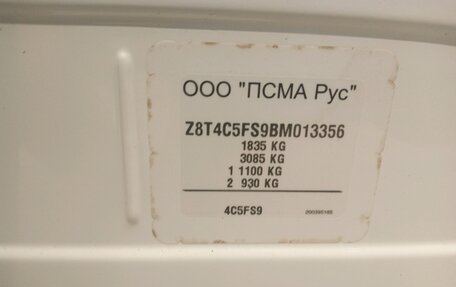 ООО "ПСМА Рус"
Z8T4C5FS9BM013356
1835 KG
3085 KG
1 1100 KG
2 930 KG
4C5FS9